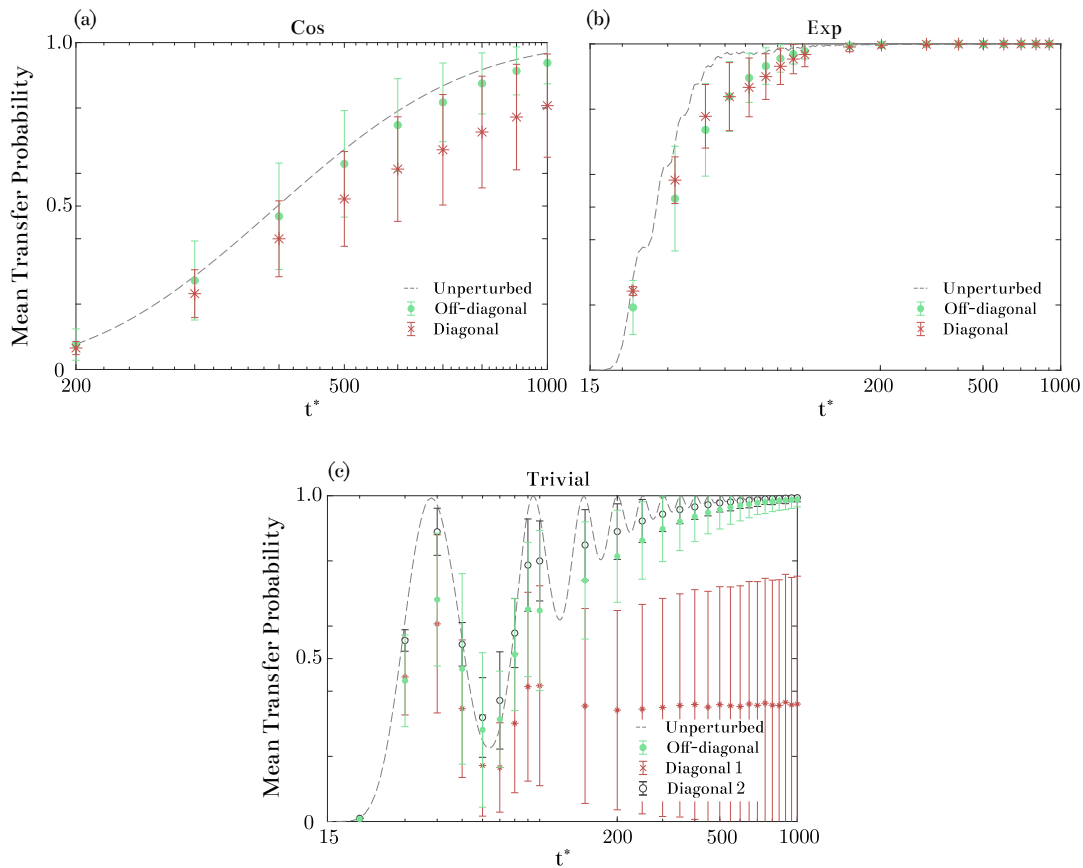 (a)
Cos
Mean Transfer Probability
1.0
0.5
0
200
500
1000
t*
Unperturbed
Off-diagonal
Diagonal
(b)
Exp
15
200
500
1000
t*
Unperturbed
Off-diagonal
Diagonal
(c)
Trivial
Mean Transfer Probability
1.0
0.5
0
15
200
500
1000
t*
Unperturbed
Off-diagonal
Diagonal 1
Diagonal 2